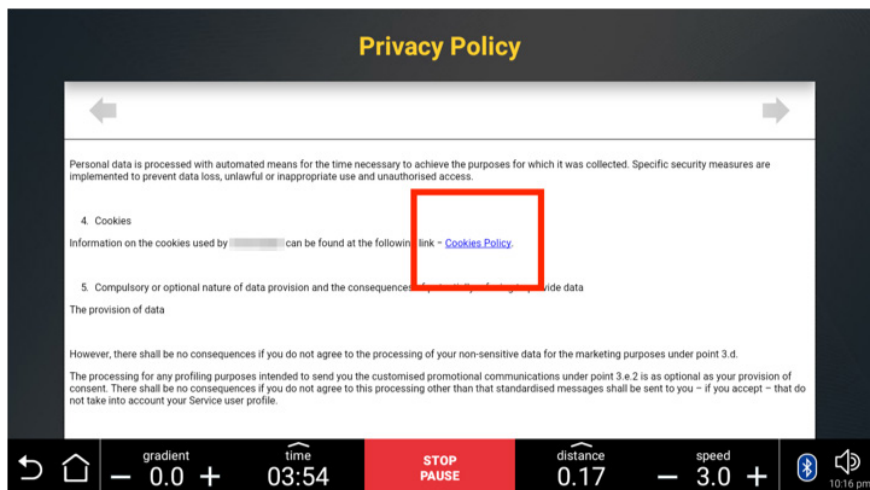 Privacy Policy
Personal data is processed with automated means for the time necessary to achieve the purposes for which it was collected. Specific security measures are
implemented to prevent data loss, unlawful or inappropriate use and unauthorised access.
4. Cookies
Information on the cookies used by can be found at the following link – Cookies Policy.
5. Compulsory or optional nature of data provision and the consequences data
The provision of data
However, there shall be no consequences if you do not agree to the processing of your non-sensitive data for the marketing purposes under point 3.d.
The processing for any profiling purposes intended to send you the customised promotional communications under point 3.e.2 is as optional as your provision of
consent. There shall be no consequences if you do not agree to this processing other than that standardised messages shall be sent to you – if you accept – that do
not take into account your Service user profile.
gradient time distance speed
– 0.0 + 03:54 STOP PAUSE 0.17 – 3.0 +
10:16 pm